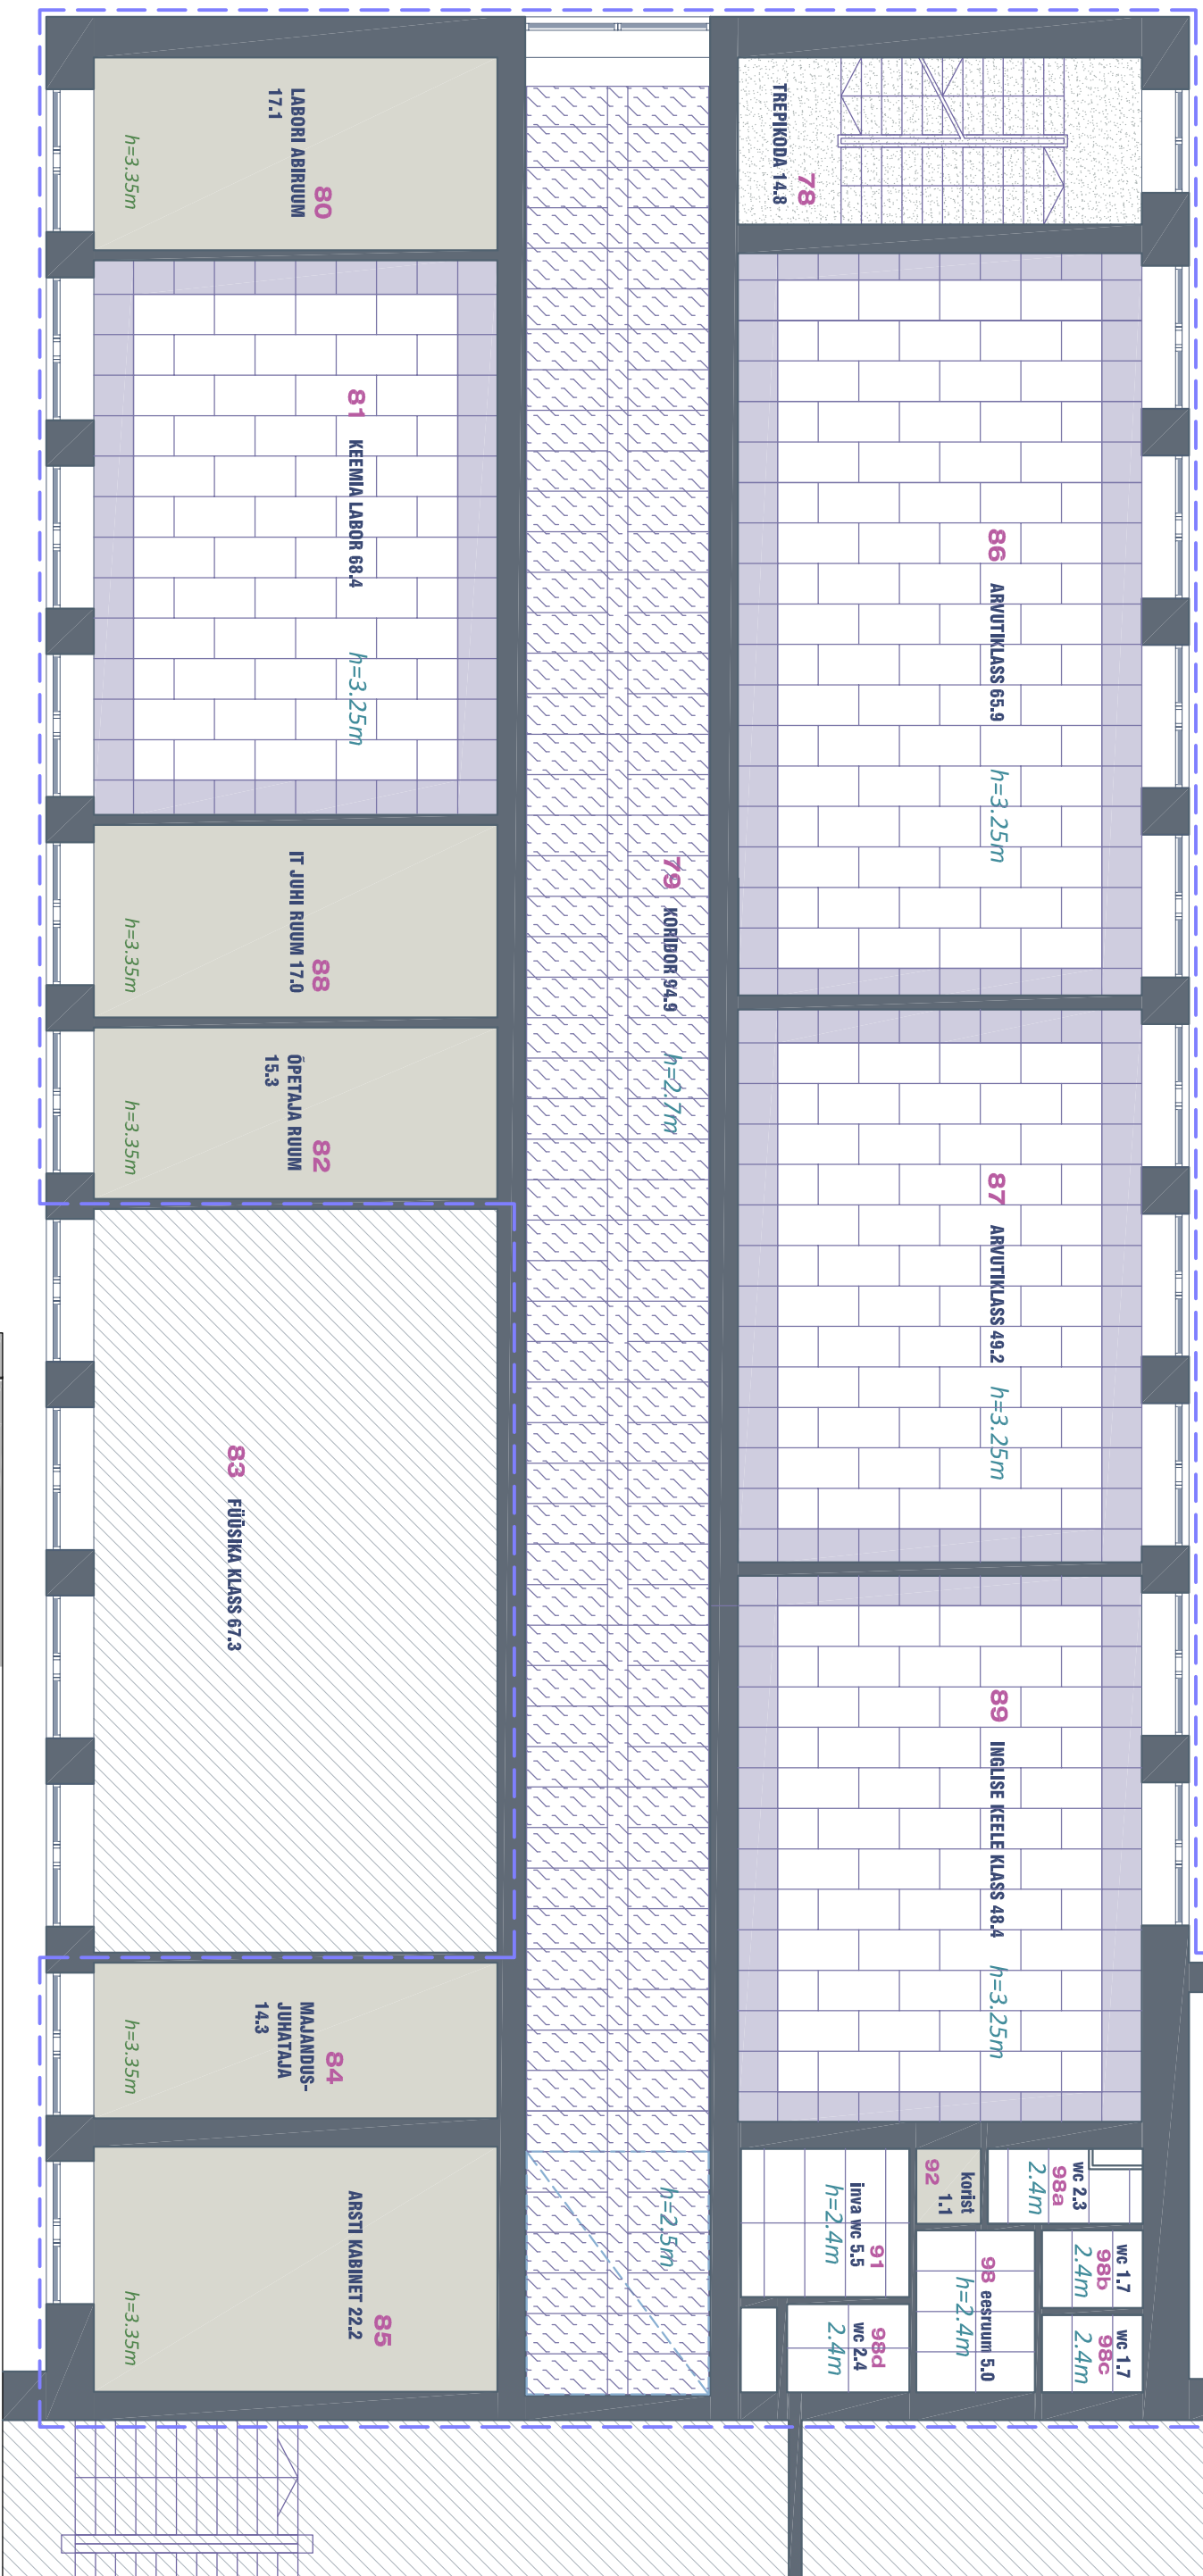 78
TREPIKODA 14.8
80
LABORI ABIRUUM
17.1
h=3.35m
81 KEEMIA LABOR 68.4 h=3.25m
86 ARVUTIKLASS 65.9 h=3.25m
79 KORIDOR 94.9 h=2.7m
88
IT JUHI RUUM 17.0
h=3.35m
82
ÕPETAJA RUUM
15.3
h=3.35m
87 ARVUTIKLASS 49.2 h=3.25m
83 FÜÜSIKA KLASS 67.3
89 INGLISE KEELE KLASS 48.4 h=3.25m
84
MAJANDUS-
JUHATAJA
14.3
h=3.35m
85
ARSTI KABINET 22.2
h=3.35m
h=2.5m
wc 2.3
98a
2.4m
korist
92 1.1
91
inva wc 5.5
h=2.4m
wc 1.7
98b
2.4m
98 eesruum 5.0
h=2.4m
wc 1.7
98c
2.4m
98d
wc 2.4
2.4m